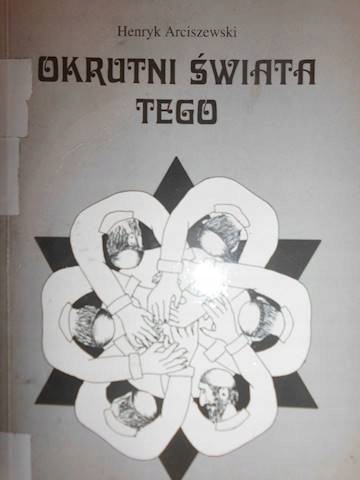 Henryk Arciszewski
OKRUTNI ŚWIATA
TEGO